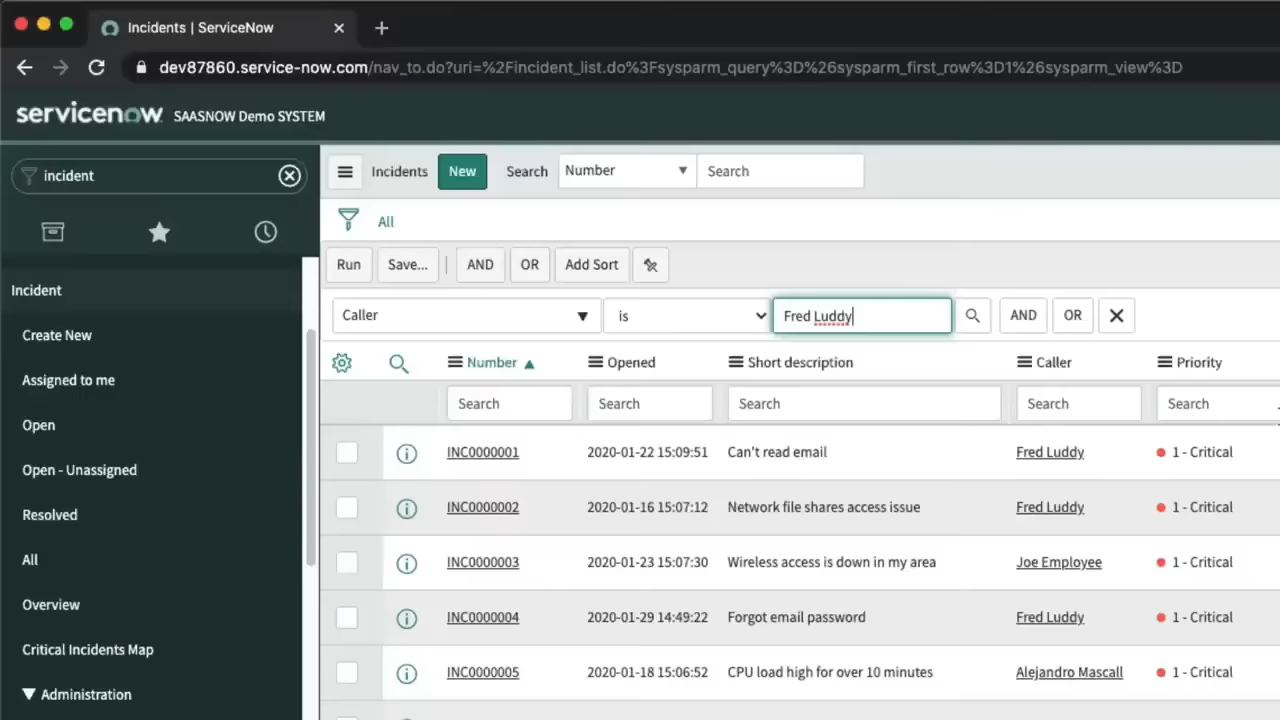 Incidents | ServiceNow
dev87860.service-now.com/nav_to.do?uri=%2Fincident_list.do%3Fsysparm_query%3D%26sysparm_first_row%3D1%26sysparm_view%3D
servicenow SAASNOW Demo SYSTEM
incident
Incident
Create New
Assigned to me
Open
Open - Unassigned
Resolved
All
Overview
Critical Incidents Map
Administration
Incidents New Search Number Search
All
Run Save... AND OR Add Sort
Caller is Fred Luddy AND OR
Number Opened Short description Caller Priority
Search Search Search Search Search
INC0000001 2020-01-22 15:09:51 Can't read email Fred Luddy 1 - Critical
INC0000002 2020-01-16 15:07:12 Network file shares access issue Fred Luddy 1 - Critical
INC0000003 2020-01-23 15:07:30 Wireless access is down in my area Joe Employee 1 - Critical
INC0000004 2020-01-29 14:49:22 Forgot email password Fred Luddy 1 - Critical
INC0000005 2020-01-18 15:06:52 CPU load high for over 10 minutes Alejandro Mascall 1 - Critical